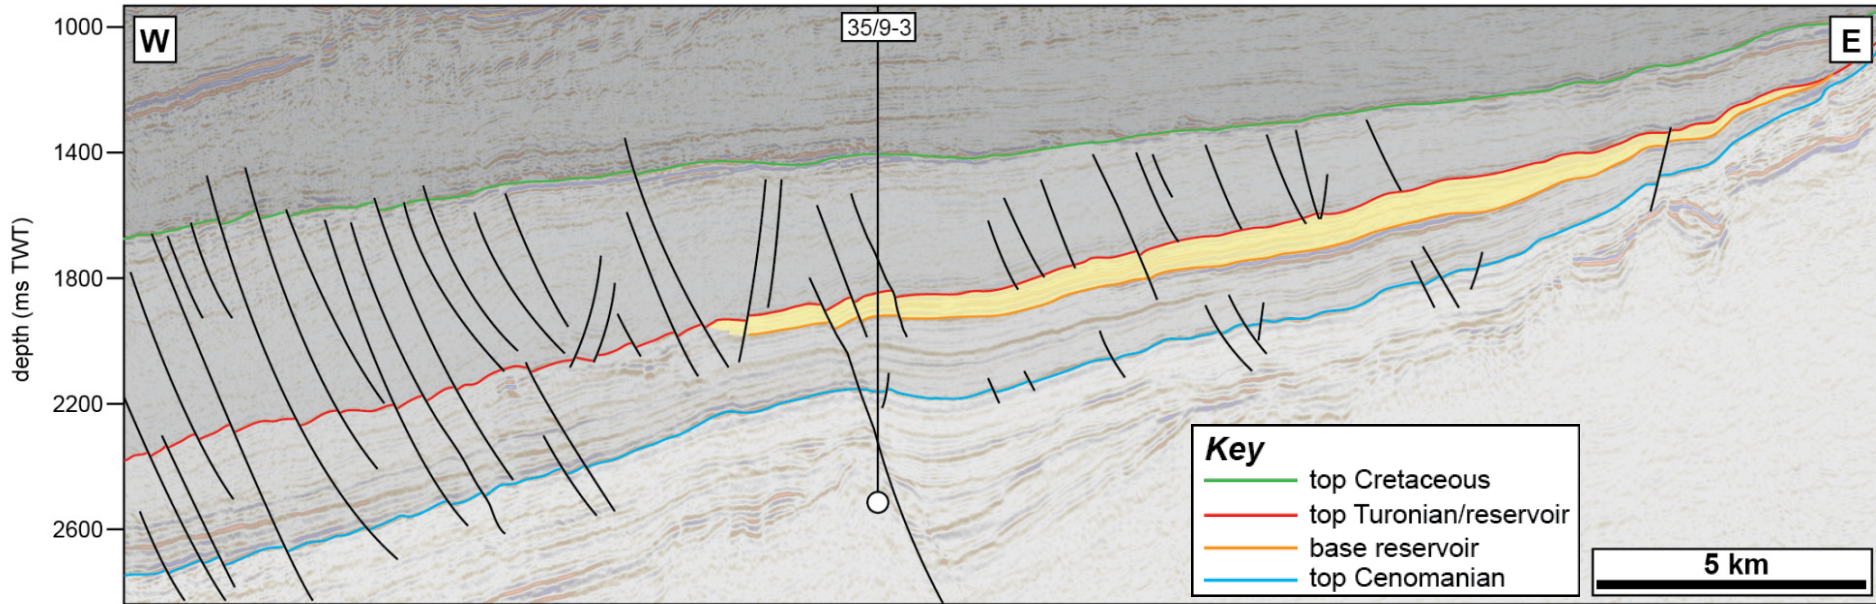 W
35/9-3
E
1000
1400
1800
2200
2600
depth (ms TWT)
Key
top Cretaceous
top Turonian/reservoir
base reservoir
top Cenomanian
5 km